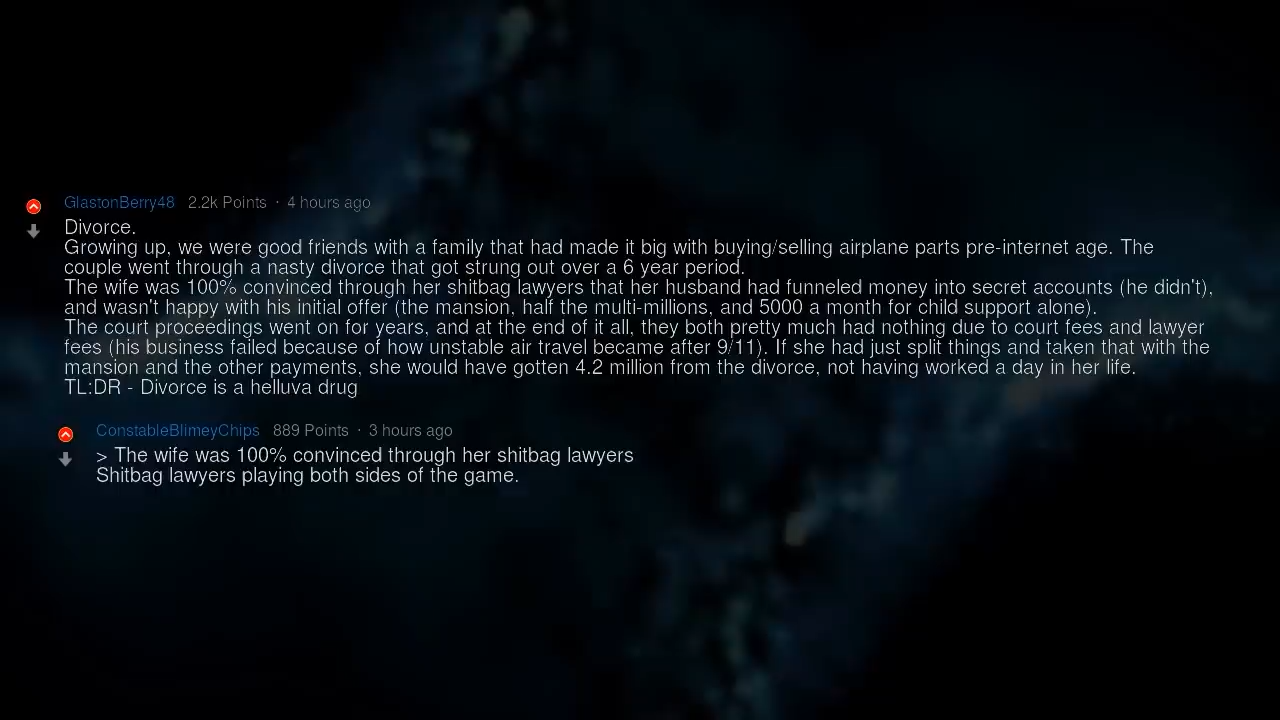 GlastonBerry48 2.2k Points · 4 hours ago
Divorce.
Growing up, we were good friends with a family that had made it big with buying/selling airplane parts pre-internet age. The
couple went through a nasty divorce that got strung out over a 6 year period.
The wife was 100% convinced through her shitbag lawyers that her husband had funneled money into secret accounts (he didn't),
and wasn't happy with his initial offer (the mansion, half the multi-millions, and 5000 a month for child support alone).
The court proceedings went on for years, and at the end of it all, they both pretty much had nothing due to court fees and lawyer
fees (his business failed because of how unstable air travel became after 9/11). If she had just split things and taken that with the
mansion and the other payments, she would have gotten 4.2 million from the divorce, not having worked a day in her life.
TL:DR - Divorce is a helluva drug
ConstableBlimeyChips 889 Points · 3 hours ago
> The wife was 100% convinced through her shitbag lawyers
Shitbag lawyers playing both sides of the game.